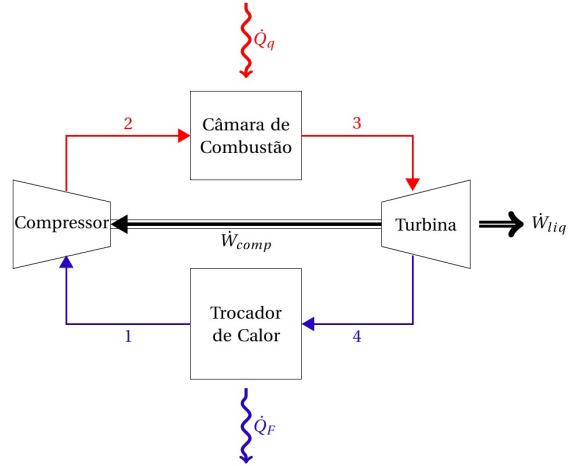 Q̇q
2
Câmara de
Combustão
3
Compressor
Ẇcomp
Turbina
Ẇliq
1
Trocador
de Calor
4
Q̇F